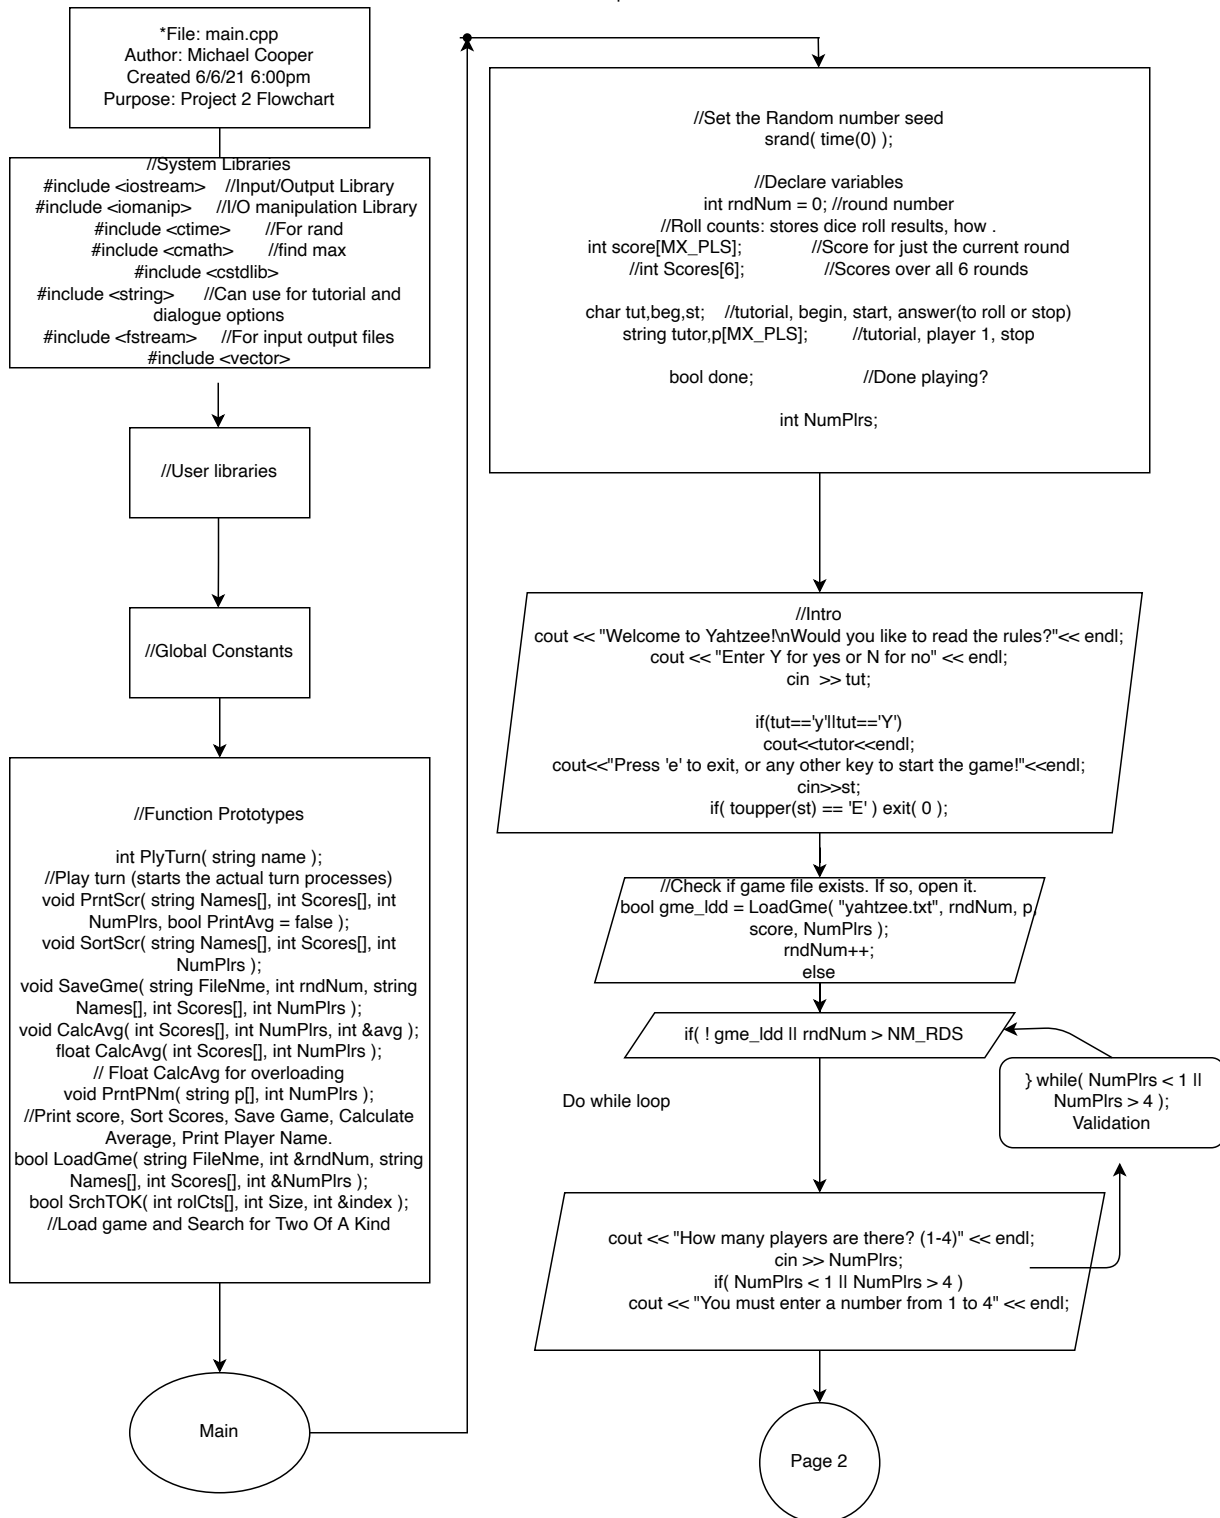 *File: main.cpp
Author: Michael Cooper
Created 6/6/21 6:00pm
Purpose: Project 2 Flowchart
//System Libraries
#include <iostream> //Input/Output Library
#include <iomanip> //I/O manipulation Library
#include <ctime> //For rand
#include <cmath> //find max
#include <cstdlib>
#include <string> //Can use for tutorial and
dialogue options
#include <fstream> //For input output files
#include <vector>
//User libraries
//Global Constants
//Function Prototypes
int PlyTurn( string name );
//Play turn (starts the actual turn processes)
void PrntScr( string Names[], int Scores[], int
NumPlrs, bool PrintAvg = false );
void SortScr( string Names[], int Scores[], int
NumPlrs );
void SaveGme( string FileNme, int rndNum, string
Names[], int Scores[], int NumPlrs );
void CalcAvg( int Scores[], int NumPlrs, int &avg );
float CalcAvg( int Scores[], int NumPlrs );
// Float CalcAvg for overloading
void PrntPNm( string p[], int NumPlrs );
//Print score, Sort Scores, Save Game, Calculate
Average, Print Player Name.
bool LoadGme( string FileNme, int &rndNum, string
Names[], int Scores[], int &NumPlrs );
bool SrchTOK( int rolCts[], int Size, int &index );
//Load game and Search for Two Of A Kind
Main
//Set the Random number seed
srand( time(0) );
//Declare variables
int rndNum = 0; //round number
//Roll counts: stores dice roll results, how .
int score[MX_PLS]; //Score for just the current round
//int Scores[6]; //Scores over all 6 rounds
char tut,beg,st; //tutorial, begin, start, answer(to roll or stop)
string tutor,p[MX_PLS]; //tutorial, player 1, stop
bool done; //Done playing?
int NumPlrs;
//Intro
cout << "Welcome to Yahtzee!\nWould you like to read the rules?"<< endl;
cout << "Enter Y for yes or N for no" << endl;
cin >> tut;
if(tut=='y'||tut=='Y')
cout<<tutor<<endl;
cout<<"Press 'e' to exit, or any other key to start the game!"<<endl;
cin>>st;
if( toupper(st) == 'E' ) exit( 0 );
//Check if game file exists. If so, open it.
bool gme_ldd = LoadGme( "yahtzee.txt", rndNum, p,
score, NumPlrs );
rndNum++;
else
if( ! gme_ldd || rndNum > NM_RDS
} while( NumPlrs < 1 ||
NumPlrs > 4 );
Validation
Do while loop
cout << "How many players are there? (1-4)" << endl;
cin >> NumPlrs;
if( NumPlrs < 1 || NumPlrs > 4 )
cout << "You must enter a number from 1 to 4" << endl;
Page 2